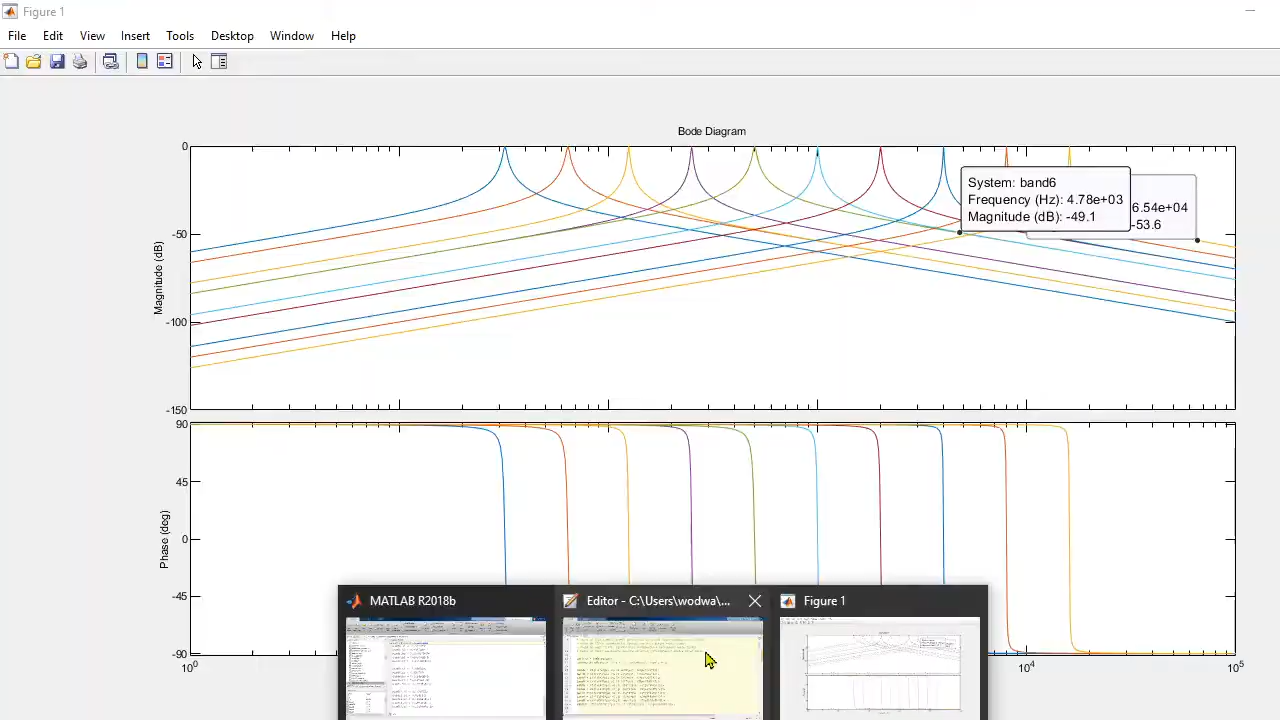 Figure 1
File Edit View Insert Tools Desktop Window Help
Bode Diagram
0
-50
-100
-150
Magnitude (dB)
System: band6
Frequency (Hz): 4.78e+03
Magnitude (dB): -49.1
6.54e+04
-53.6
90
45
0
-45
-90
Phase (deg)
10^0
10^4
10^5
MATLAB R2018b
Editor - C:\Users\wodwa\...
Figure 1